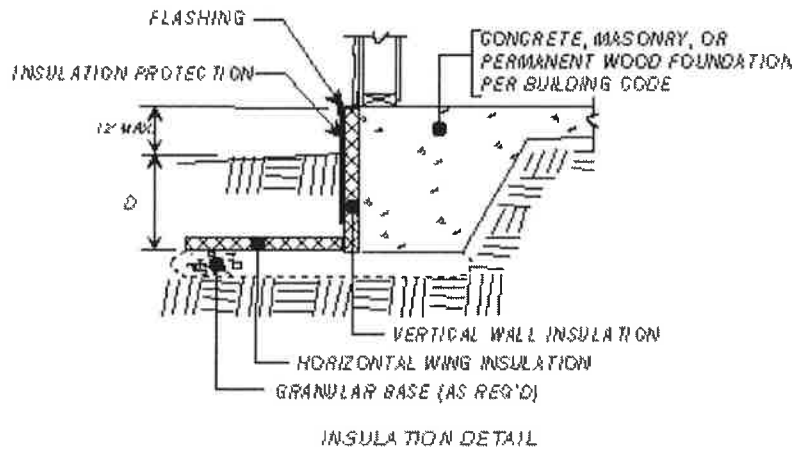 FLASHING
INSULATION PROTECTION
CONCRETE, MASONRY, OR
PERMANENT WOOD FOUNDATION
PER BUILDING CODE
12" MAX.
D
VERTICAL WALL INSULATION
HORIZONTAL WING INSULATION
GRANULAR BASE (AS REQ'D)
INSULATION DETAIL